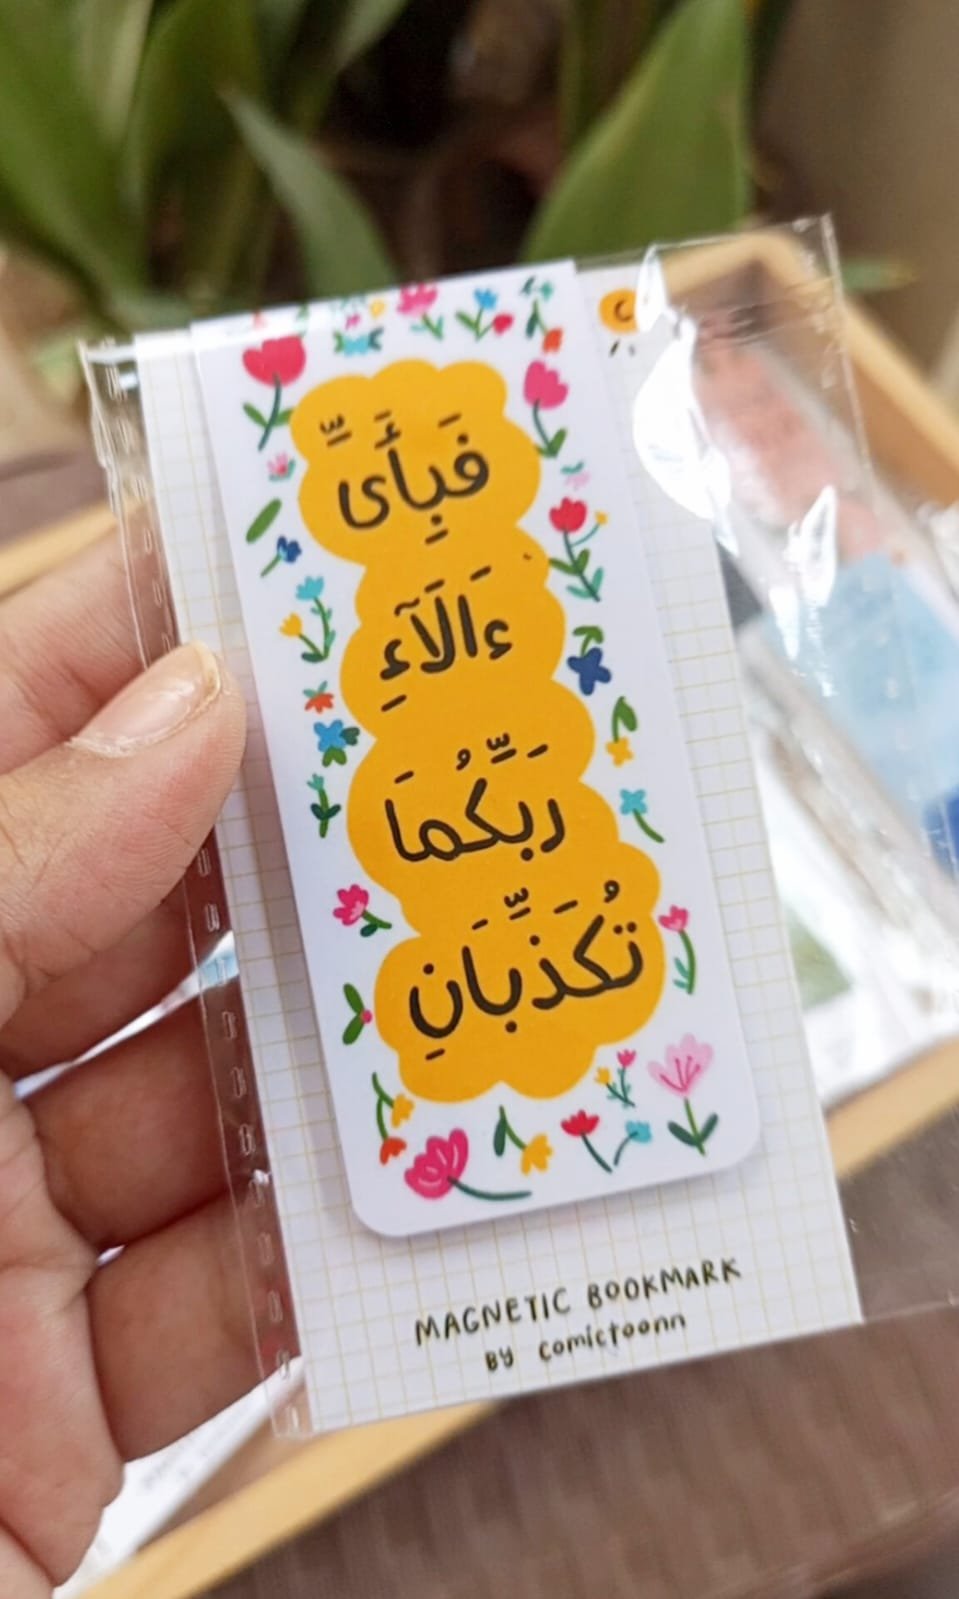 فَبِأَىِّ
ءَالَآءِ
رَبِّكُمَا
تُكَذِّبَانِ
MAGNETIC BOOKMARK
BY comictoonn